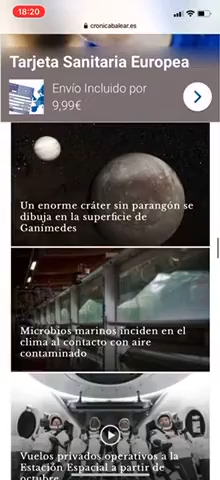 18:20
cronicabalear.es
Tarjeta Sanitaria Europea
Envío Incluido por
9,99€
Un enorme cráter sin parangón se
dibuja en la superficie de
Ganímedes
Microbios marinos inciden en el
clima al contacto con aire
contaminado
Vuelos privados operativos a la
Estación Espacial a partir de
octubre